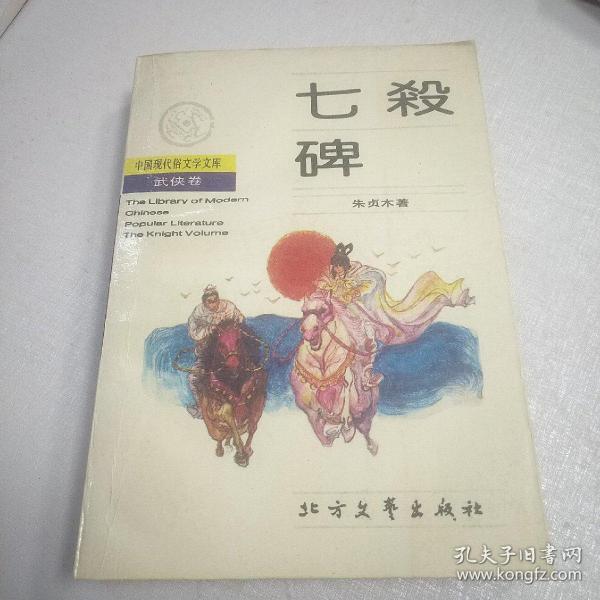 七殺
碑
中国现代俗文学文库
武侠卷
The Library of Modern
Chinese
Popular Literature
The Knight Volume
朱贞木著
北方文艺出版社
孔夫子旧书网
www.kongfz.com